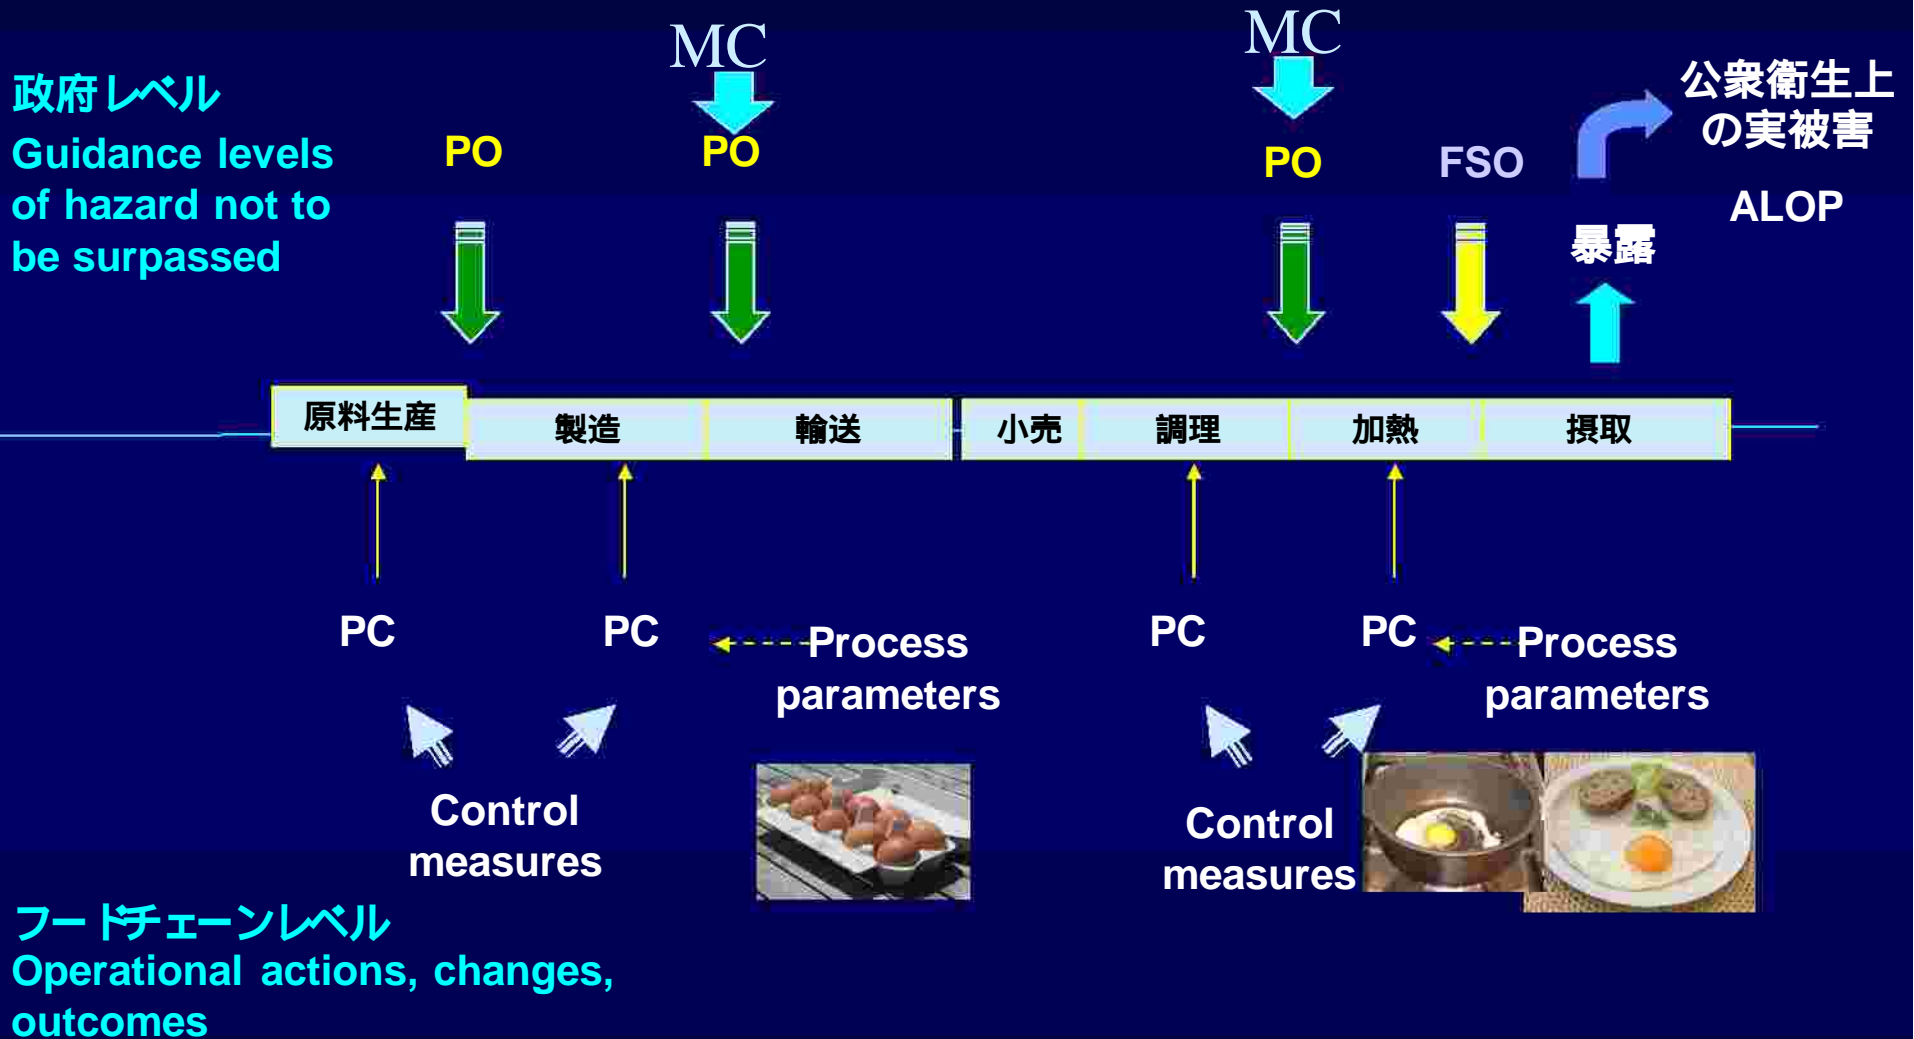 MC
MC
政府レベル
Guidance levels
of hazard not to
be surpassed
PO
PO
PO
FSO
公衆衛生上
の実被害
ALOP
暴露
原料生産
製造
輸送
小売
調理
加熱
摂取
PC
PC
Process
parameters
PC
PC
Process
parameters
Control
measures
Control
measures
フードチェーンレベル
Operational actions, changes,
outcomes